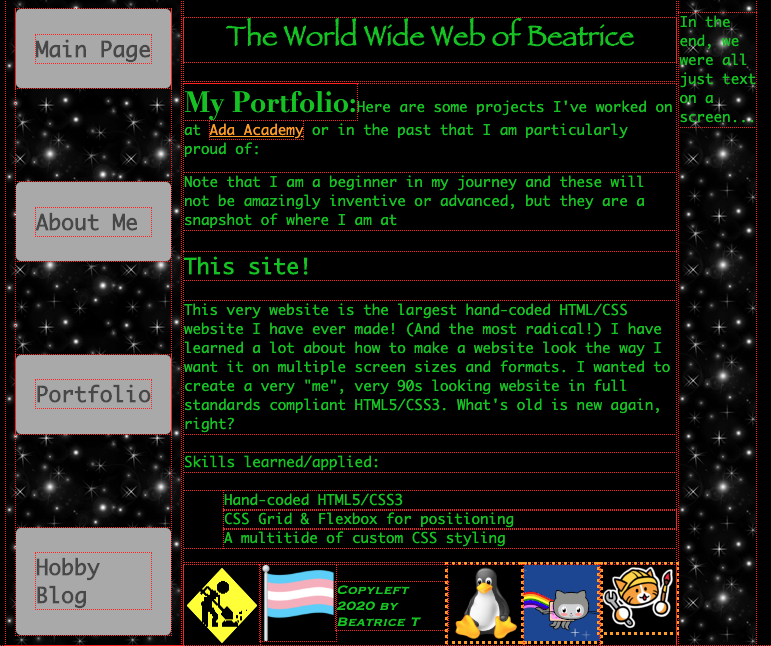 Main Page
About Me
Portfolio
Hobby
Blog
The World Wide Web of Beatrice
My Portfolio:Here are some projects I've worked on
at Ada Academy or in the past that I am particularly
proud of:
Note that I am a beginner in my journey and these will
not be amazingly inventive or advanced, but they are a
snapshot of where I am at
This site!
This very website is the largest hand-coded HTML/CSS
website I have ever made! (And the most radical!) I have
learned a lot about how to make a website look the way I
want it on multiple screen sizes and formats. I wanted to
create a very "me", very 90s looking website in full
standards compliant HTML5/CSS3. What's old is new again,
right?
Skills learned/applied:
Hand-coded HTML5/CSS3
CSS Grid & Flexbox for positioning
A multitide of custom CSS styling
Copyleft
2020 by
Beatrice T
In the
end, we
were all
just text
on a
screen...